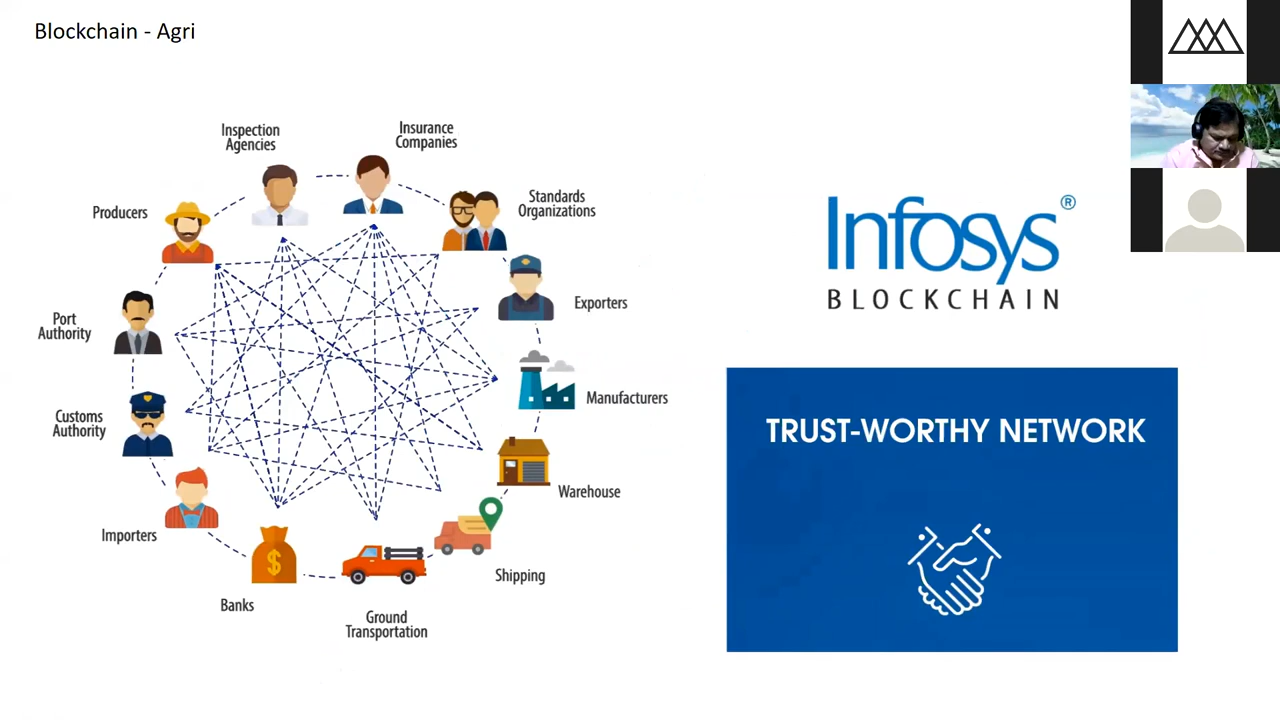 Blockchain - Agri
Inspection
Agencies
Insurance
Companies
Standards
Organizations
Producers
Exporters
Port
Authority
Manufacturers
Customs
Authority
Warehouse
Importers
Shipping
Banks
Ground
Transportation
$
Infosys®
BLOCKCHAIN
TRUST-WORTHY NETWORK